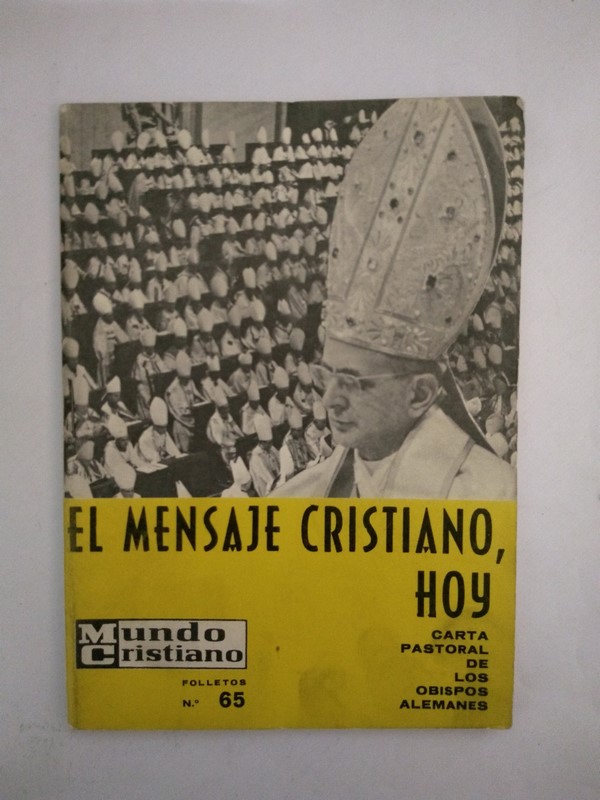 EL MENSAJE CRISTIANO,
HOY
Mundo
Cristiano
FOLLETOS
N.º 65
CARTA
PASTORAL
DE
LOS
OBISPOS
ALEMANES